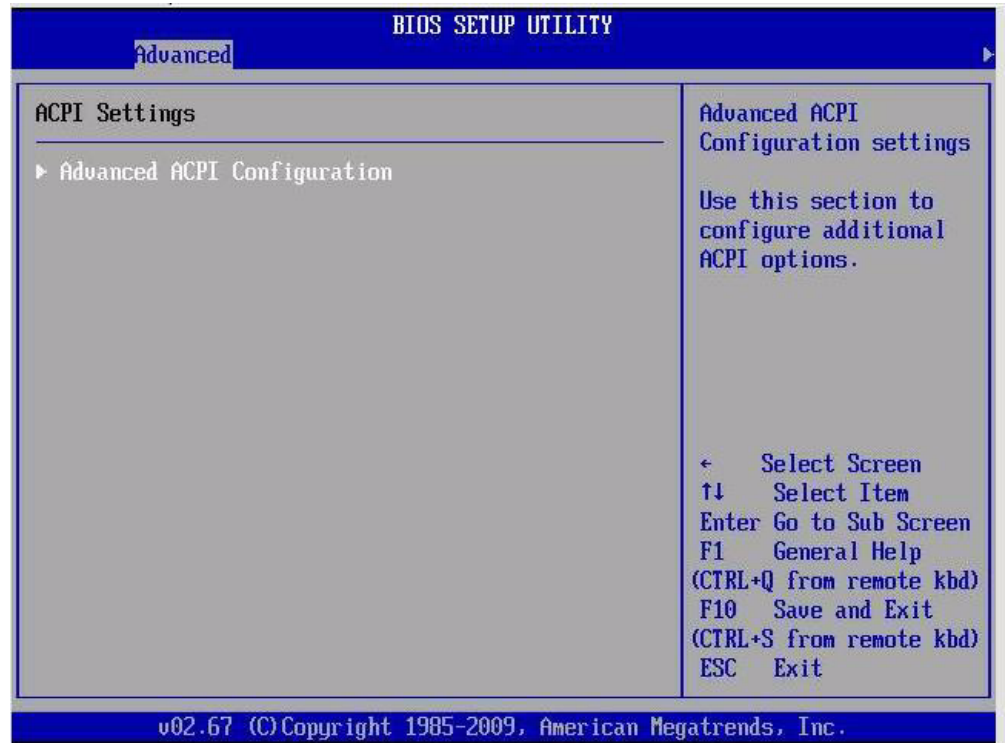 BIOS SETUP UTILITY
Advanced
ACPI Settings
Advanced ACPI Configuration
Advanced ACPI
Configuration settings
Use this section to
configure additional
ACPI options.
← Select Screen
↑↓ Select Item
Enter Go to Sub Screen
F1 General Help
(CTRL+Q from remote kbd)
F10 Save and Exit
(CTRL+S from remote kbd)
ESC Exit
v02.67 (C)Copyright 1985-2009, American Megatrends, Inc.